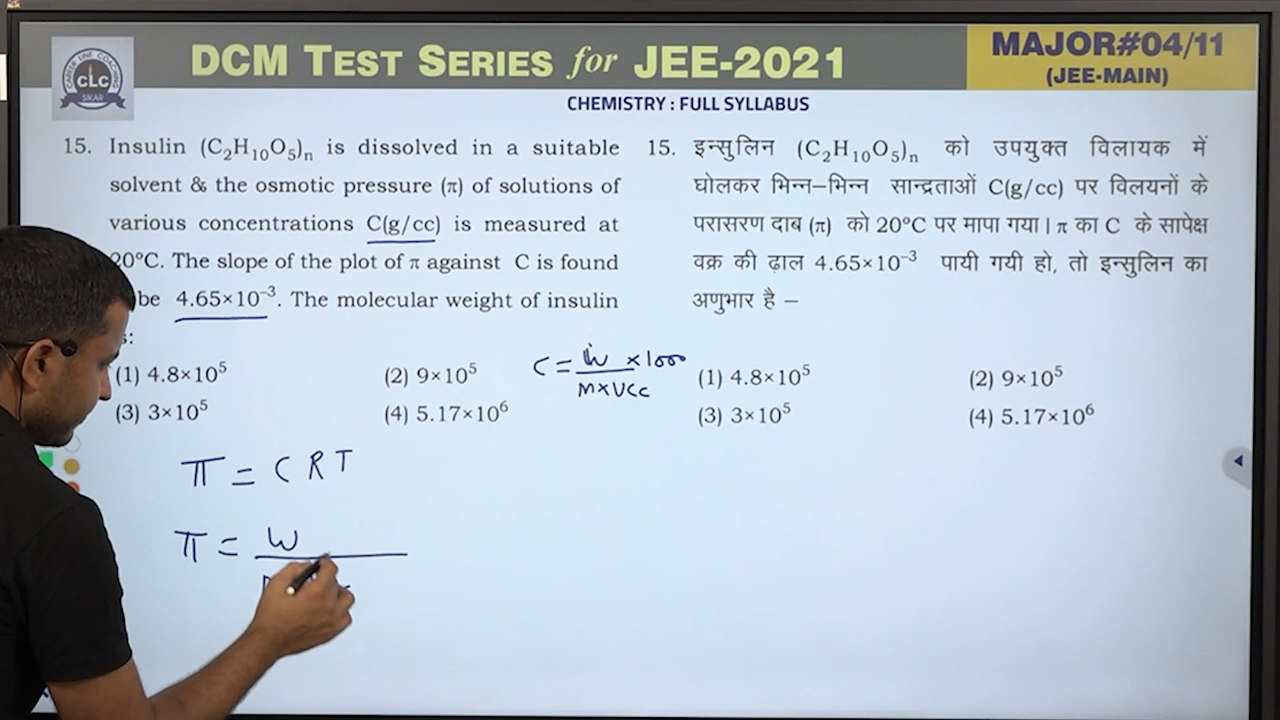 DCM TEST SERIES for JEE-2021
MAJOR#04/11
(JEE-MAIN)
CAREER LINE COACHING
CLC
SIKAR
CHEMISTRY : FULL SYLLABUS
15. Insulin (C₂H₁₀O₅)ₙ is dissolved in a suitable
solvent & the osmotic pressure (π) of solutions of
various concentrations C(g/cc) is measured at
20°C. The slope of the plot of π against C is found
be 4.65×10⁻³. The molecular weight of insulin
:
(1) 4.8×10⁵ (2) 9×10⁵
(3) 3×10⁵ (4) 5.17×10⁶
15. इन्सुलिन (C₂H₁₀O₅)ₙ को उपयुक्त विलायक में
घोलकर भिन्न–भिन्न सान्द्रताओं C(g/cc) पर विलयनों के
परासरण दाब (π) को 20°C पर मापा गया। π का C के सापेक्ष
वक्र की ढ़ाल 4.65×10⁻³ पायी गयी हो, तो इन्सुलिन का
अणुभार है –
(1) 4.8×10⁵ (2) 9×10⁵
(3) 3×10⁵ (4) 5.17×10⁶
C = W ×1000
M×Vcc
π = C R T
π = W